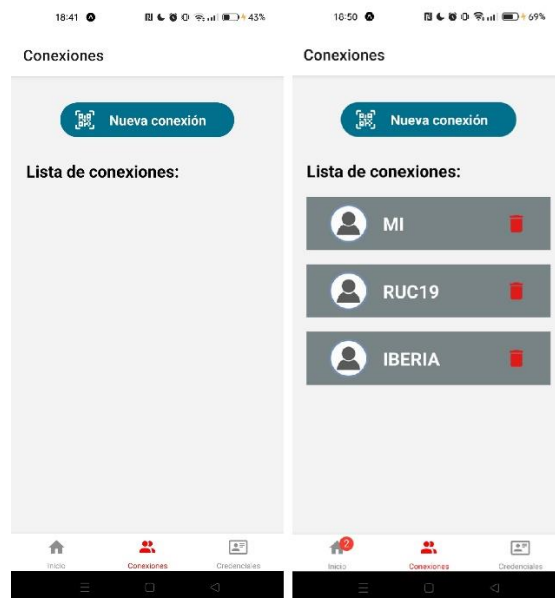 18:41
43%
Conexiones
Nueva conexión
Lista de conexiones:
Inicio
Conexiones
Credenciales
18:50
69%
Conexiones
Nueva conexión
Lista de conexiones:
MI
RUC19
IBERIA
2
Inicio
Conexiones
Credenciales